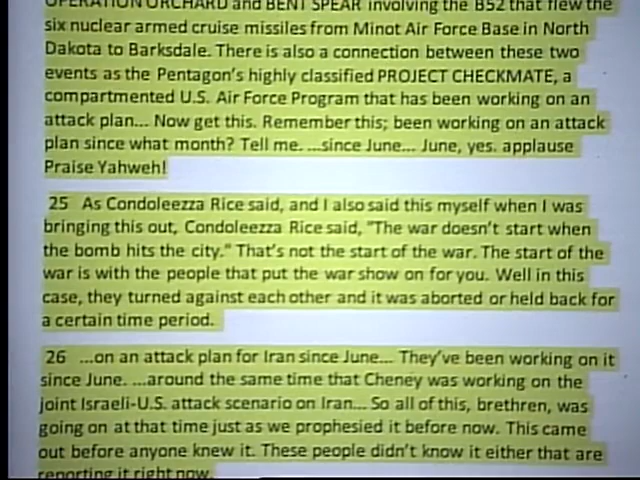 OPERATION ORCHARD and BENT SPEAR involving the B52 that flew the
six nuclear armed cruise missiles from Minot Air Force Base in North
Dakota to Barksdale. There is also a connection between these two
events as the Pentagon's highly classified PROJECT CHECKMATE, a
compartmented U.S. Air Force Program that has been working on an
attack plan... Now get this. Remember this; been working on an attack
plan since what month? Tell me. ...since June... June, yes. applause
Praise Yahweh!
25 As Condoleezza Rice said, and I also said this myself when I was
bringing this out, Condoleezza Rice said, "The war doesn't start when
the bomb hits the city." That's not the start of the war. The start of the
war is with the people that put the war show on for you. Well in this
case, they turned against each other and it was aborted or held back for
a certain time period.
26 ...on an attack plan for Iran since June... They've been working on it
since June. ...around the same time that Cheney was working on the
joint Israeli-U.S. attack scenario on Iran... So all of this, brethren, was
going on at that time just as we prophesied it before now. This came
out before anyone knew it. These people didn't know it either that are
reporting it right now.